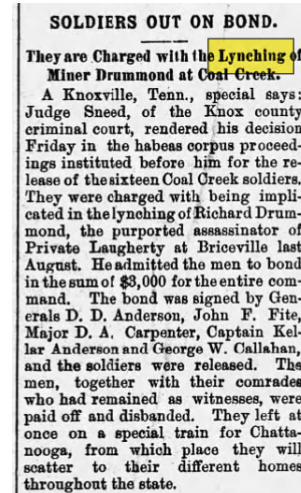 SOLDIERS OUT ON BOND.
They are Charged with the Lynching of
Miner Drummond at Coal Creek.
A Knoxville, Tenn., special says:
Judge Sneed, of the Knox county
criminal court, rendered his decision
Friday in the habeas corpus proceed-
ings instituted before him for the re-
lease of the sixteen Coal Creek soldiers.
They were charged with being impli-
cated in the lynching of Richard Drum-
mond, the purported assassinator of
Private Laugherty at Briceville last
August. He admitted the men to bond
in the sum of $3,000 for the entire com-
mand. The bond was signed by Gen-
erals D. D. Anderson, John F. Fite,
Major D. A. Carpenter, Captain Kel-
lar Anderson and George W. Callahan,
and the soldiers were released. The
men, together with their comrades
who had remained as witnesses, were
paid off and disbanded. They left at
once on a special train for Chatta-
nooga, from which place they will
scatter to their different homes
throughout the state.